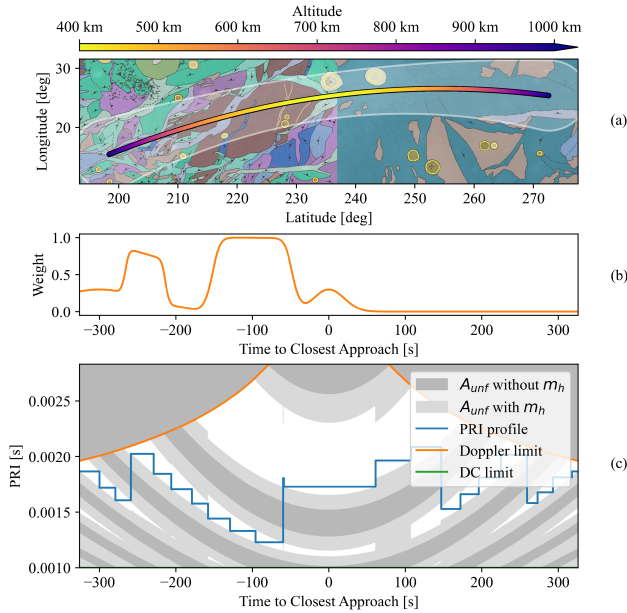 Altitude
400 km 500 km 600 km 700 km 800 km 900 km 1000 km
30
20
Longitude [deg]
200 210 220 230 240 250 260 270
Latitude [deg]
(a)
1.0
0.5
0.0
Weight
−300 −200 −100 0 100 200 300
Time to Closest Approach [s]
(b)
0.0025
0.0020
0.0015
0.0010
PRI [s]
A_unf without m_h
A_unf with m_h
PRI profile
Doppler limit
DC limit
−300 −200 −100 0 100 200 300
Time to Closest Approach [s]
(c)